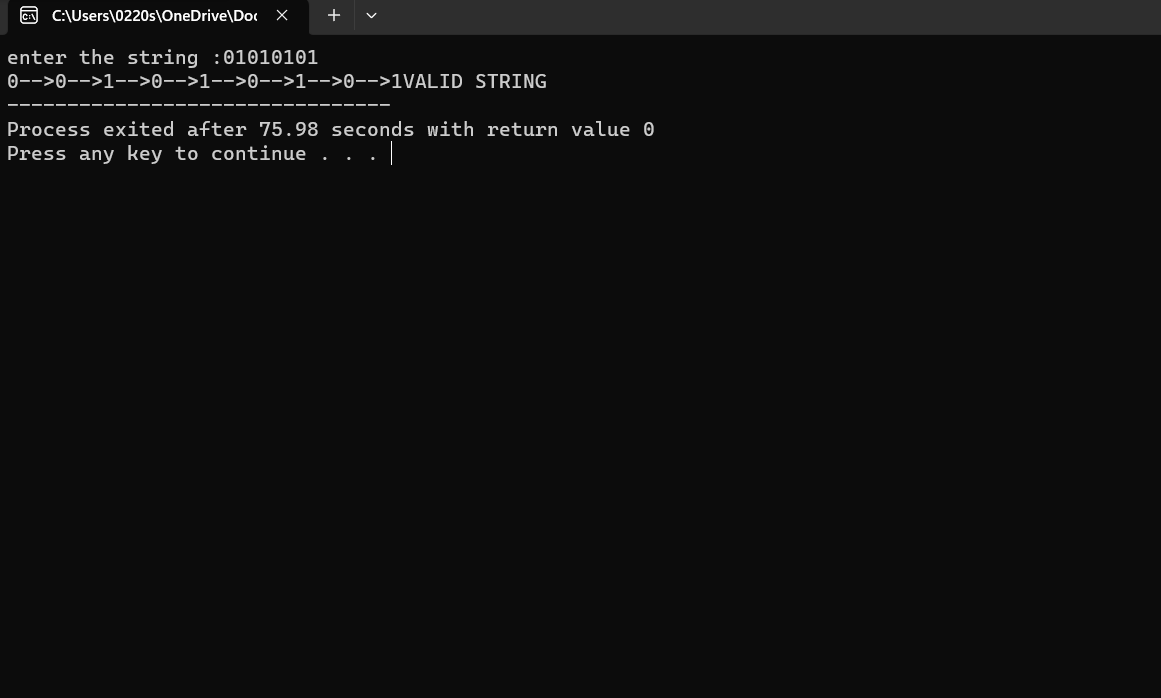 C:\Users\0220s\OneDrive\Doc
enter the string :01010101
0-->0-->1-->0-->1-->0-->1-->0-->1VALID STRING
--------------------------------
Process exited after 75.98 seconds with return value 0
Press any key to continue . . .